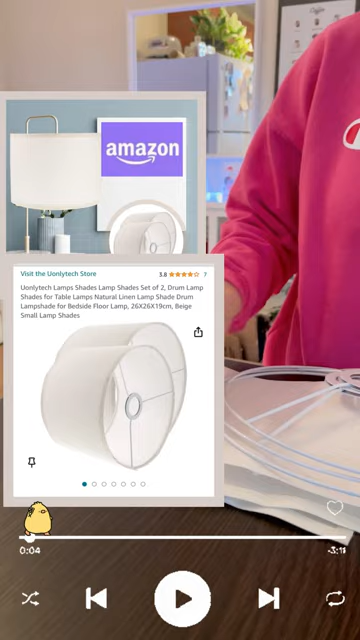 Coffee
amazon
Visit the Uonlytech Store
3.8
7
Uonlytech Lamps Shades Lamp Shades Set of 2, Drum Lamp
Shades for Table Lamps Natural Linen Lamp Shade Drum
Lampshade for Bedside Floor Lamp, 26X26X19cm, Beige
Small Lamp Shades
0:04